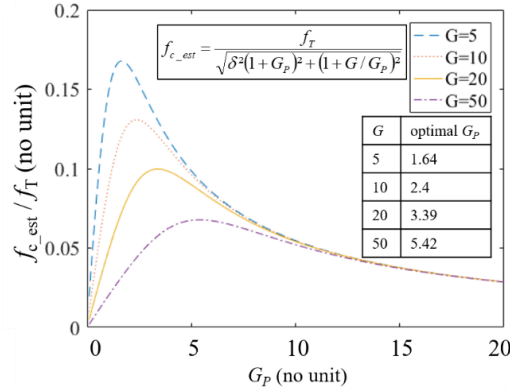 0.2
0.15
0.1
0.05
0
f_c_est / f_T (no unit)
f_{c_est} = f_T / √(δ²(1+G_P)²+(1+G/G_P)²)
G=5
G=10
G=20
G=50
G optimal G_P
5 1.64
10 2.4
20 3.39
50 5.42
0 5 10 15 20
G_P (no unit)